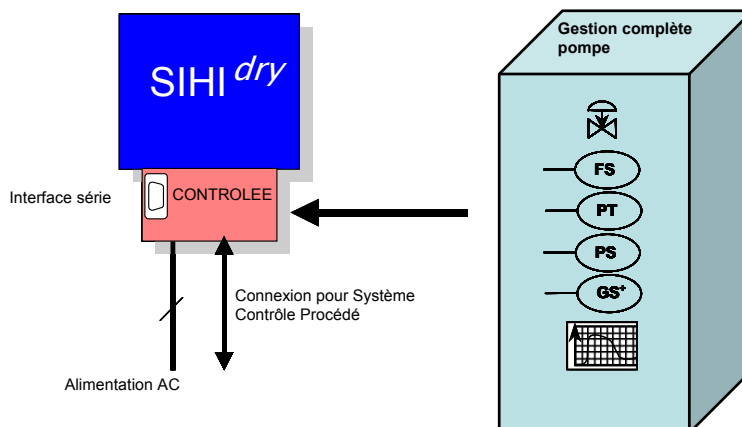 SIHI dry
Interface série
CONTROLEE
Connexion pour Système
Contrôle Procédé
Alimentation AC
Gestion complète
pompe
FS
PT
PS
GS+